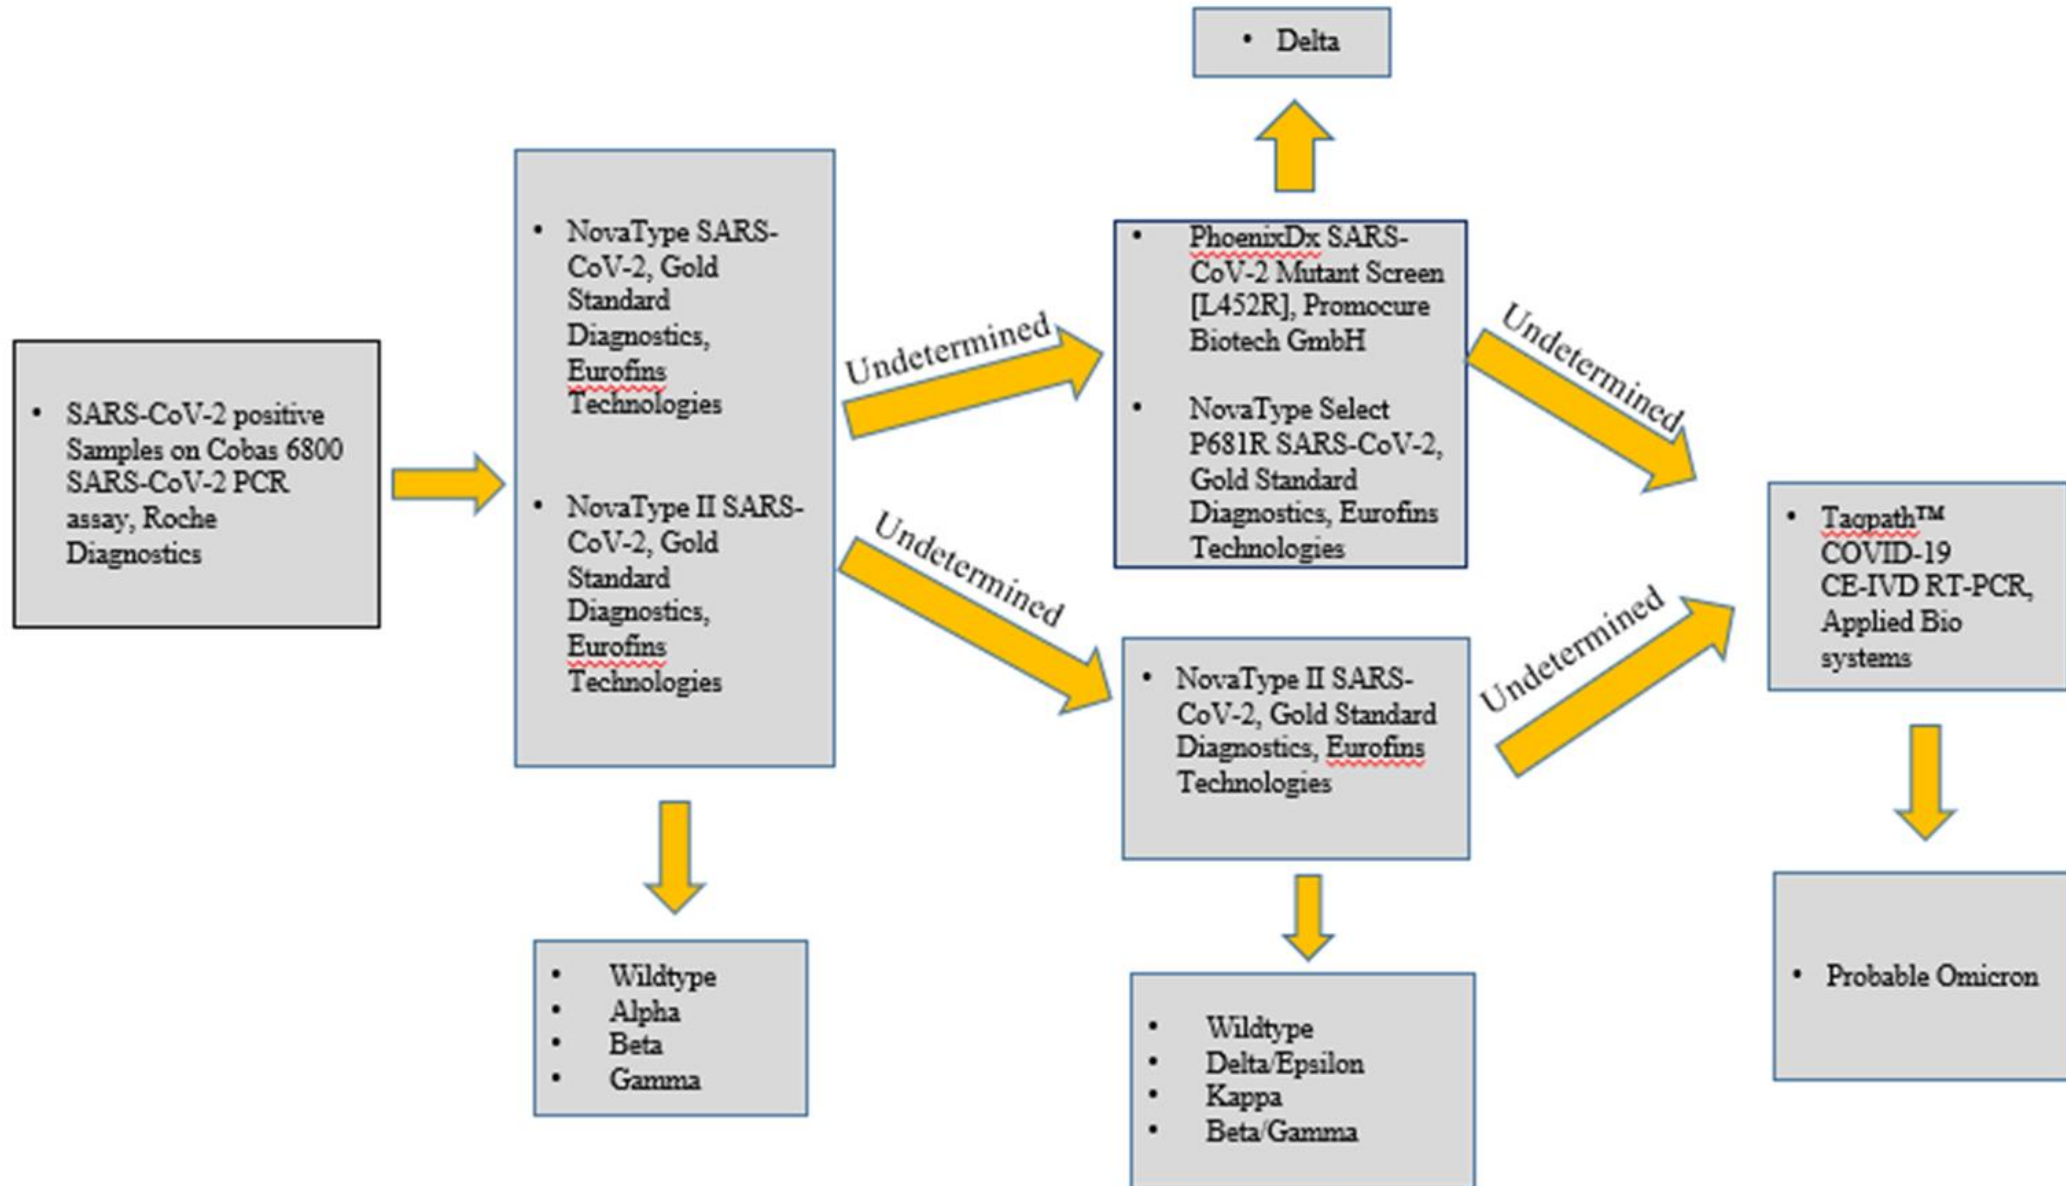 • Delta
• SARS-CoV-2 positive
Samples on Cobas 6800
SARS-CoV-2 PCR
assay, Roche
Diagnostics
• NovaType SARS-
CoV-2, Gold
Standard
Diagnostics,
Eurofins
Technologies
• NovaType II SARS-
CoV-2, Gold
Standard
Diagnostics,
Eurofins
Technologies
• Wildtype
• Alpha
• Beta
• Gamma
Undetermined
Undetermined
• PhoenixDx SARS-
CoV-2 Mutant Screen
[L452R], Promocure
Biotech GmbH
• NovaType Select
P681R SARS-CoV-2,
Gold Standard
Diagnostics, Eurofins
Technologies
• NovaType II SARS-
CoV-2, Gold Standard
Diagnostics, Eurofins
Technologies
• Wildtype
• Delta/Epsilon
• Kappa
• Beta/Gamma
Undetermined
Undetermined
• Taqpath™
COVID-19
CE-IVD RT-PCR,
Applied Bio
systems
• Probable Omicron